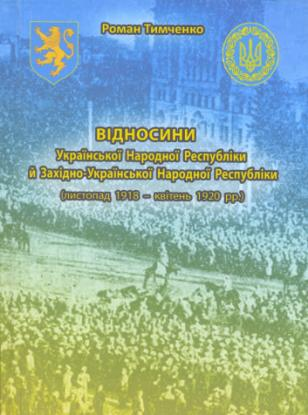 Роман Тимченко
ВІДНОСИНИ
Української Народної Республіки
й Західно-Української Народної Республіки
(листопад 1918 – квітень 1920 рр.)